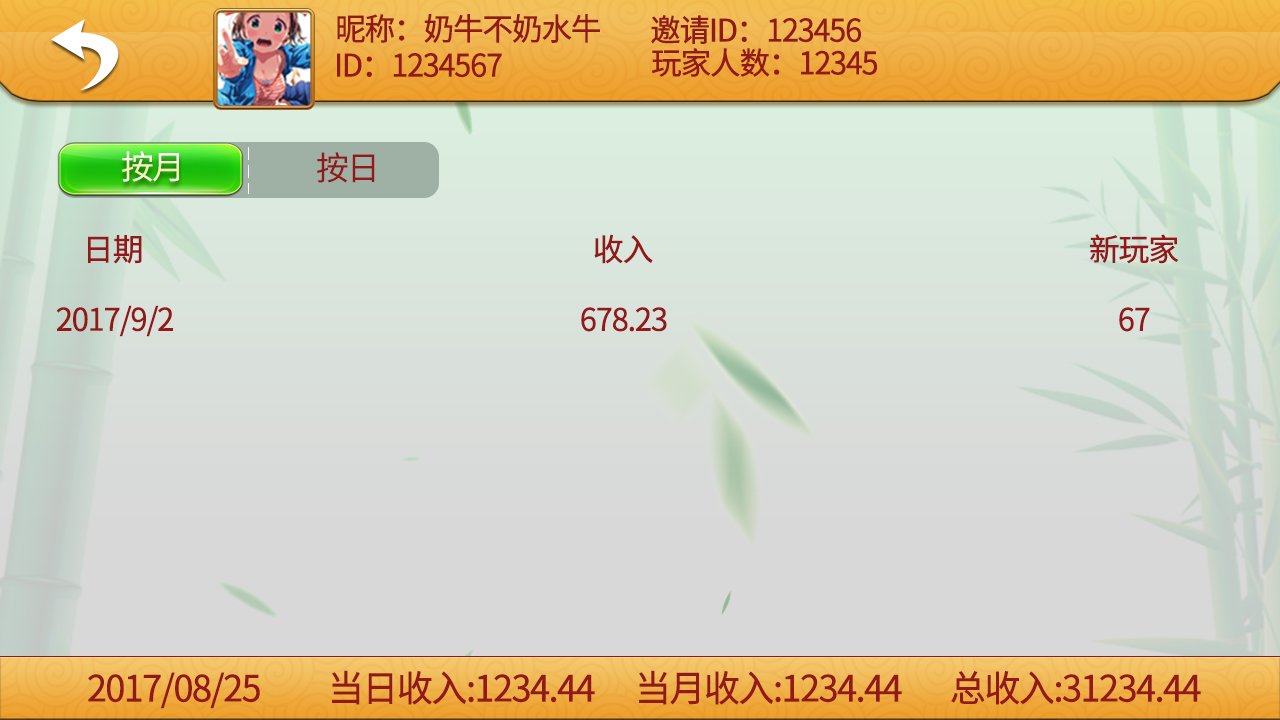 昵称：奶牛不奶水牛
邀请ID：123456
ID：1234567
玩家人数：12345
按月
按日
日期
收入
新玩家
2017/9/2
678.23
67
2017/08/25
当日收入:1234.44
当月收入:1234.44
总收入:31234.44